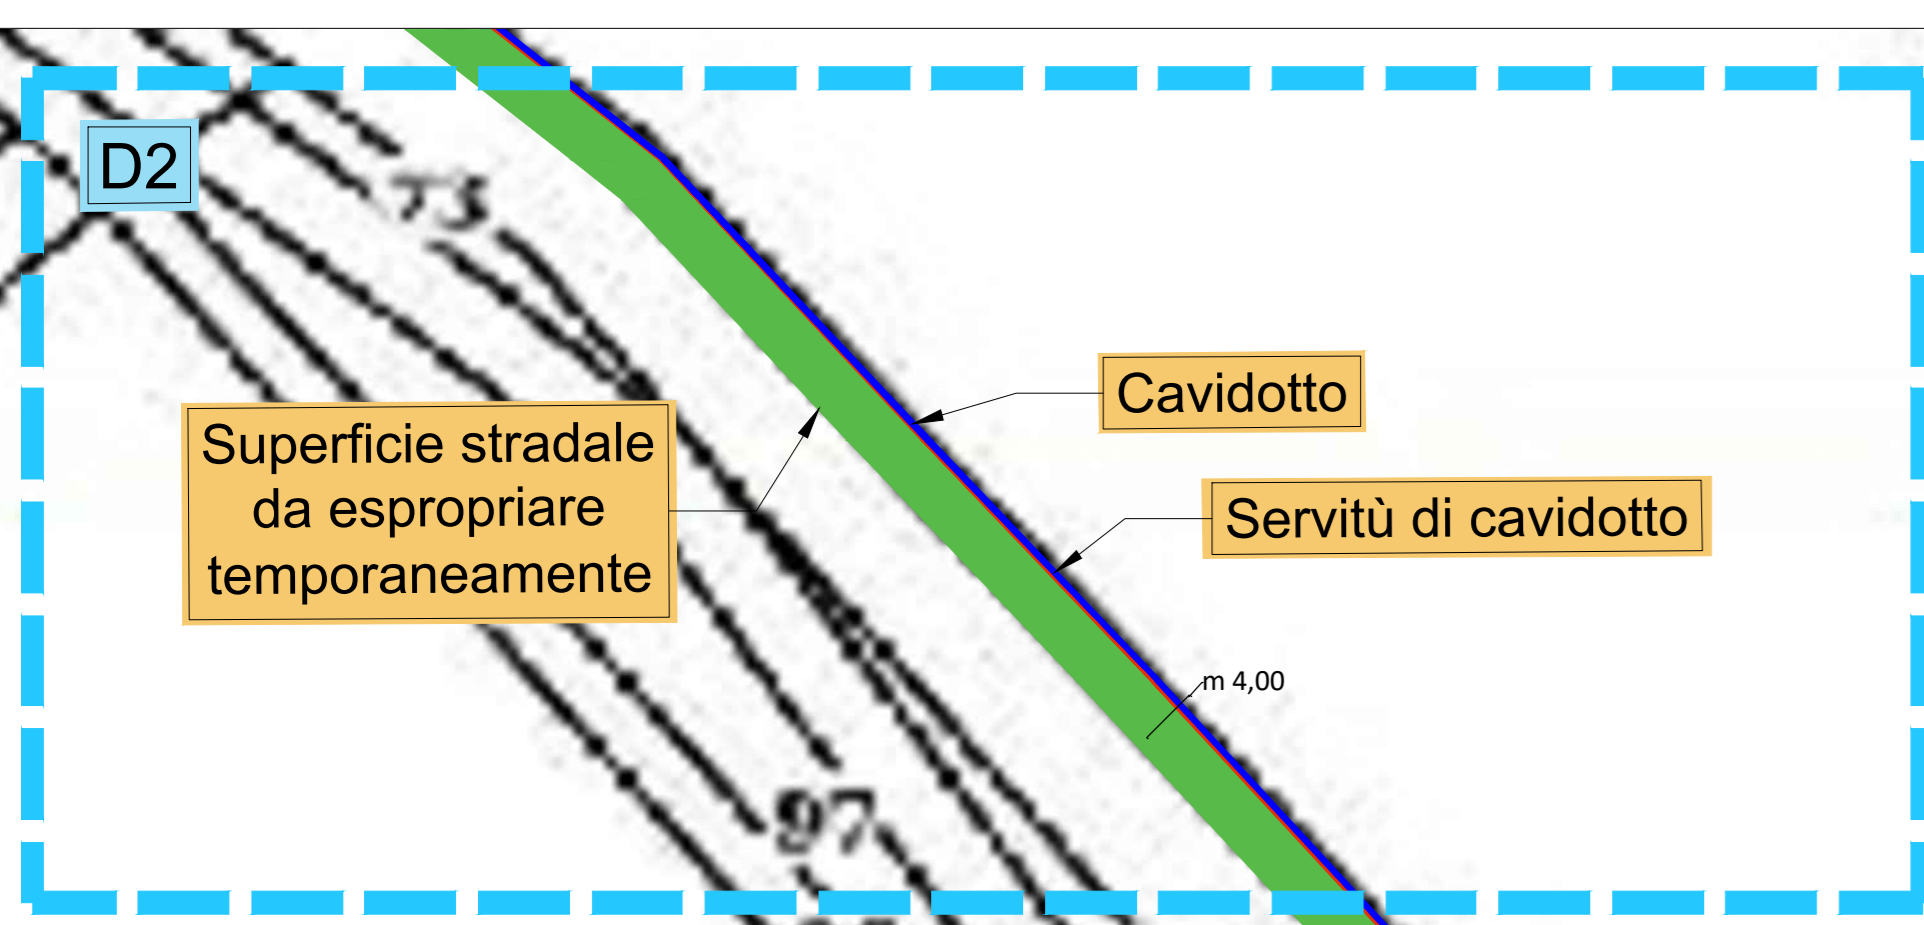 D2
73
Cavidotto
Superficie stradale
da espropriare
temporaneamente
Servitù di cavidotto
m 4,00
97